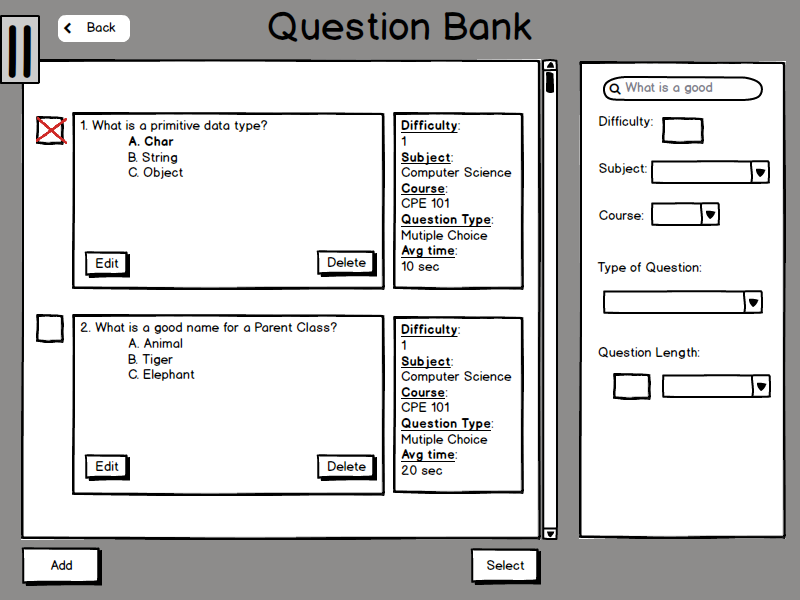 Back
Question Bank
1. What is a primitive data type?
A. Char
B. String
C. Object
Edit
Delete
Difficulty:
1
Subject:
Computer Science
Course:
CPE 101
Question Type:
Mutiple Choice
Avg time:
10 sec
2. What is a good name for a Parent Class?
A. Animal
B. Tiger
C. Elephant
Edit
Delete
Difficulty:
1
Subject:
Computer Science
Course:
CPE 101
Question Type:
Mutiple Choice
Avg time:
20 sec
What is a good
Difficulty:
Subject:
Course:
Type of Question:
Question Length:
Add
Select